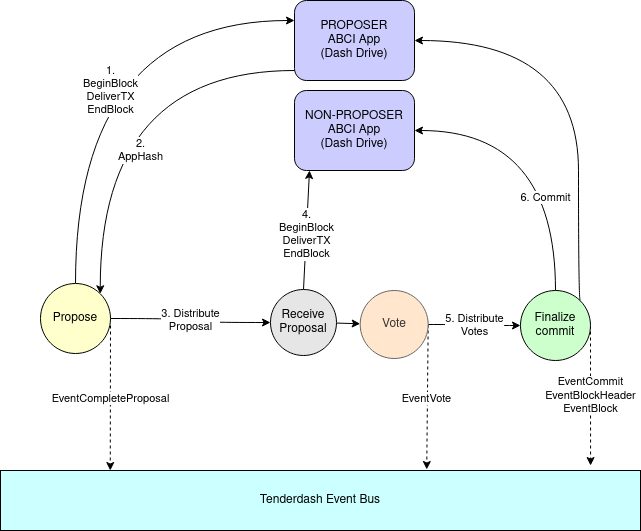 PROPOSER
ABCI App
(Dash Drive)
1.
BeginBlock
DeliverTX
EndBlock
NON-PROPOSER
ABCI App
(Dash Drive)
2.
AppHash
6. Commit
4.
BeginBlock
DeliverTX
EndBlock
Propose
3. Distribute
Proposal
Receive
Proposal
Vote
5. Distribute
Votes
Finalize
commit
EventCompleteProposal
EventVote
EventCommit
EventBlockHeader
EventBlock
Tenderdash Event Bus